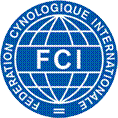 FEDERATION CYNOLOGIQUE INTERNATIONALE
FCI